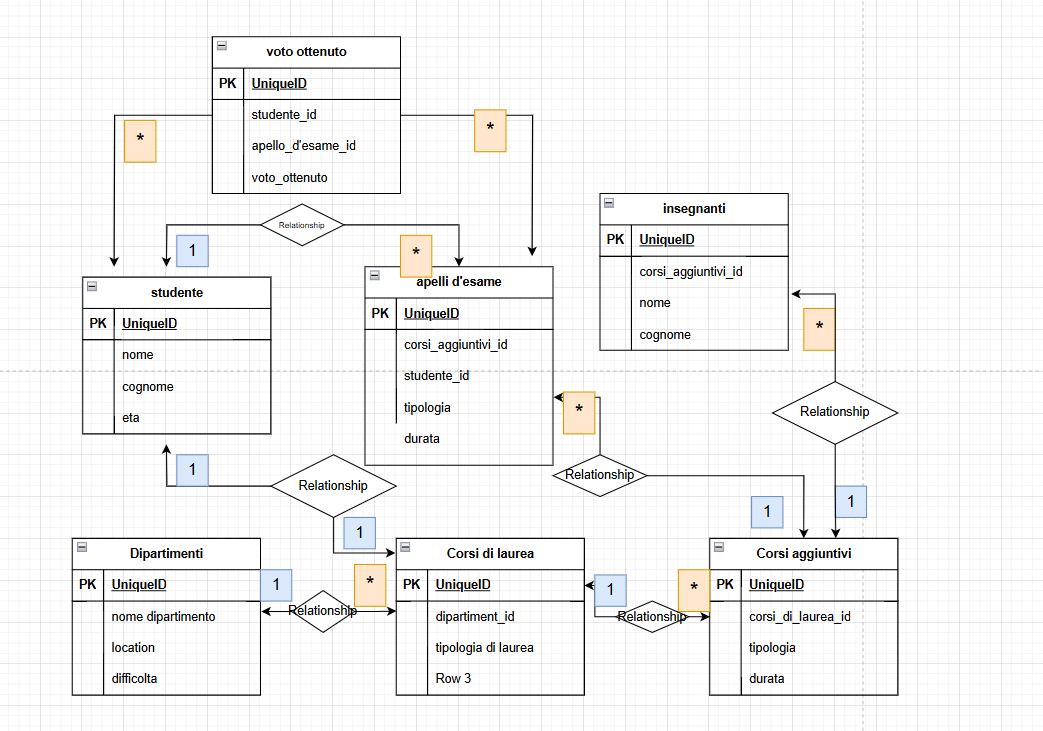 voto ottenuto
PK UniqueID
studente_id
apello_d'esame_id
voto_ottenuto
*
*
Relationship
1
*
studente
PK UniqueID
nome
cognome
eta
apelli d'esame
PK UniqueID
corsi_aggiuntivi_id
studente_id
tipologia
durata
insegnanti
PK UniqueID
corsi_aggiuntivi_id
nome
cognome
*
Relationship
1
*
Relationship
1
1
Relationship
1
Dipartimenti
PK UniqueID
nome dipartimento
location
difficolta
1
Relationship
*
Corsi di laurea
PK UniqueID
dipartiment_id
tipologia di laurea
Row 3
1
Relationship
*
Corsi aggiuntivi
PK UniqueID
corsi_di_laurea_id
tipologia
durata